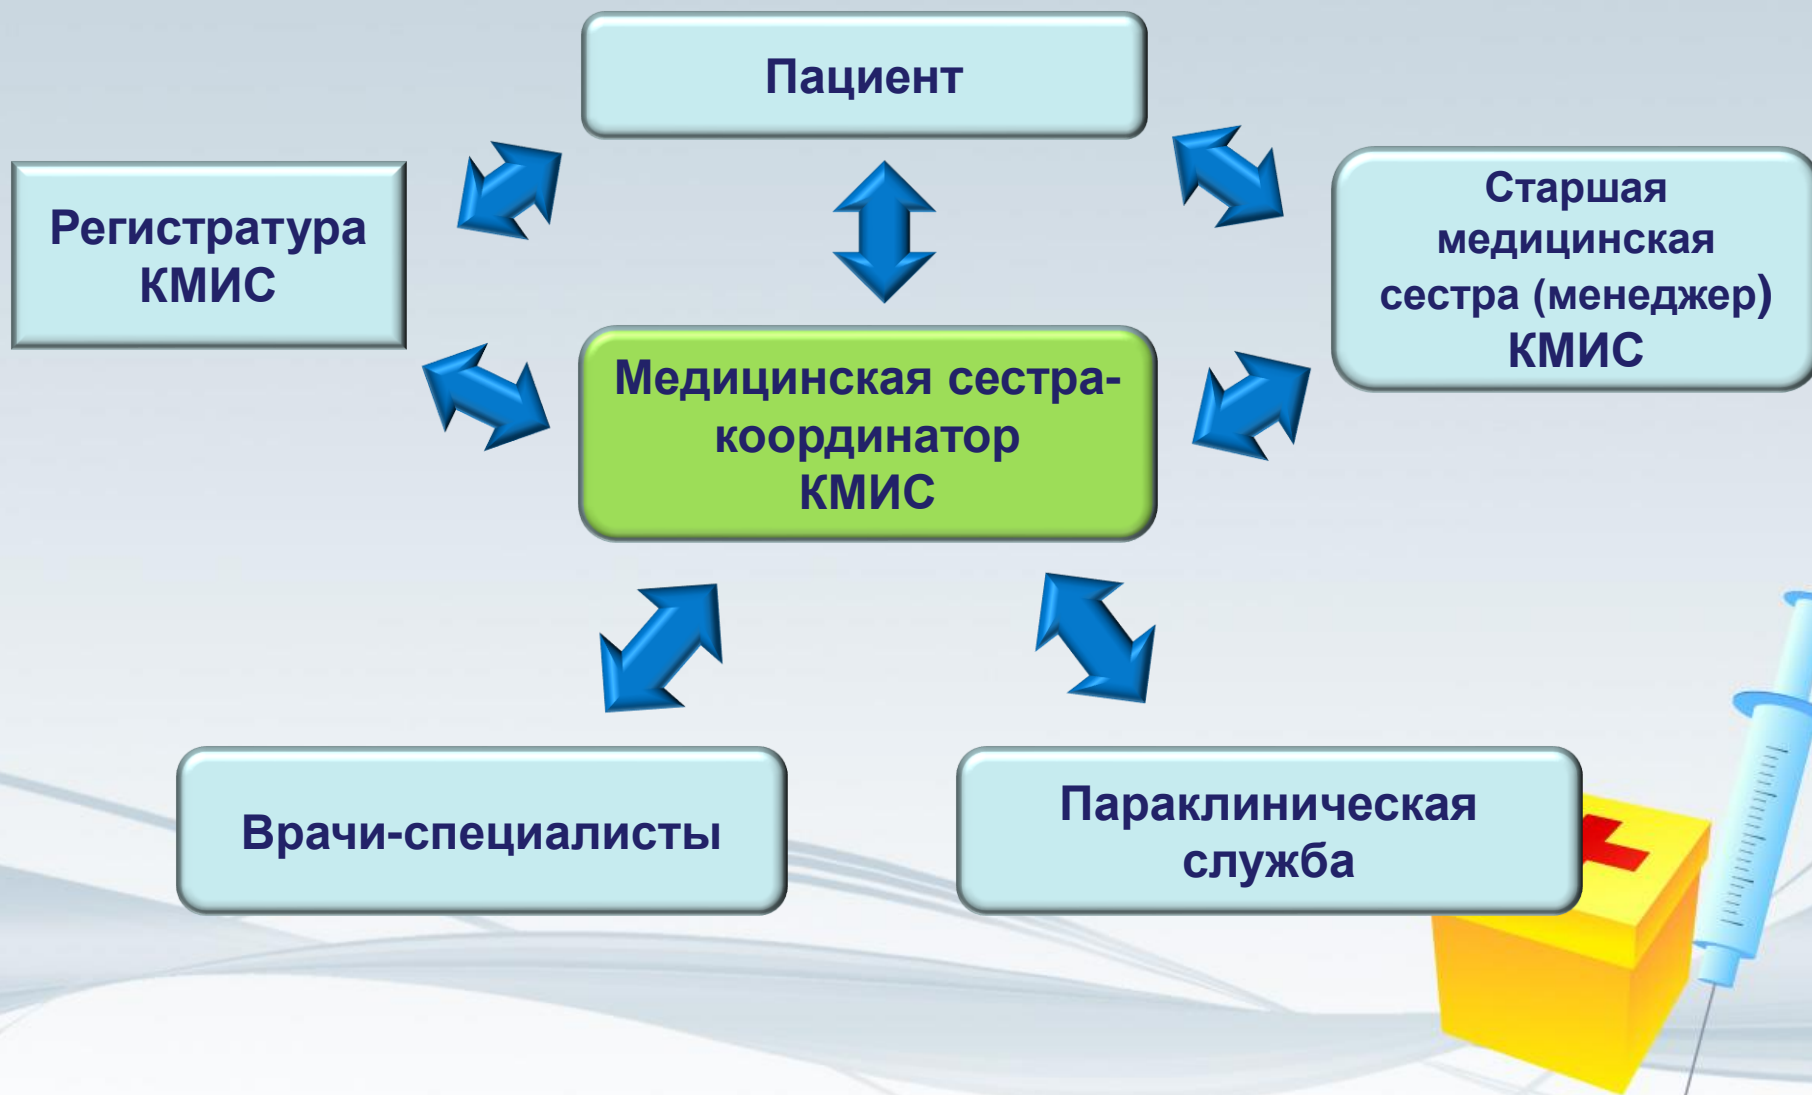 Пациент
Регистратура
КМИС
Старшая
медицинская
сестра (менеджер)
КМИС
Медицинская сестра-
координатор
КМИС
Врачи-специалисты
Параклиническая
служба